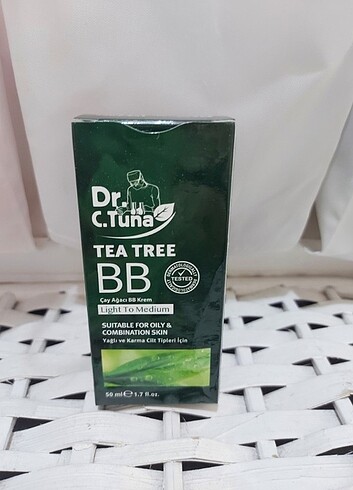 Dr.
C.Tuna
TEA TREE
BB
TESTED
Çay Ağacı BB Krem
Light To Medium
SUITABLE FOR OILY &
COMBINATION SKIN
Yağlı ve Karma Cilt Tipleri İçin
50 ml ℮ 1.7 fl.oz.